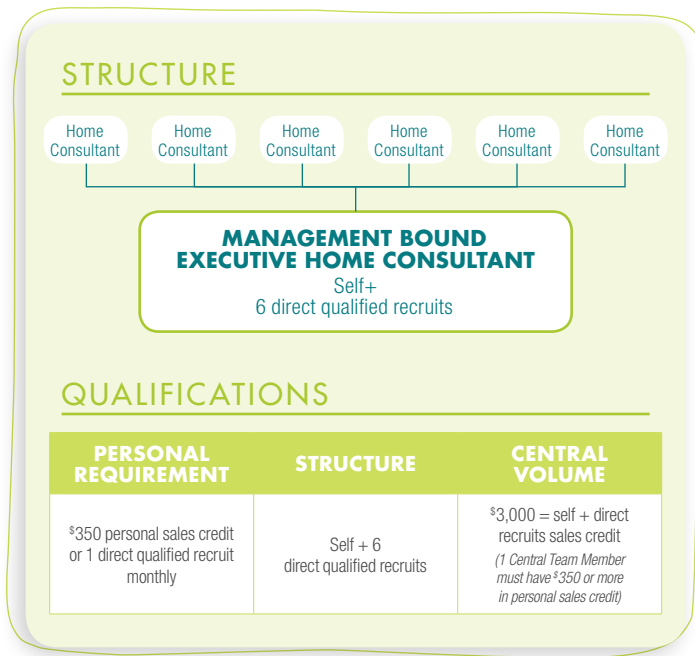 STRUCTURE
Home Consultant
Home Consultant
Home Consultant
Home Consultant
Home Consultant
Home Consultant
MANAGEMENT BOUND
EXECUTIVE HOME CONSULTANT
Self+
6 direct qualified recruits
QUALIFICATIONS
PERSONAL
REQUIREMENT
STRUCTURE
CENTRAL
VOLUME
$350 personal sales credit
or 1 direct qualified recruit
monthly
Self + 6
direct qualified recruits
$3,000 = self + direct
recruits sales credit
(1 Central Team Member
must have $350 or more
in personal sales credit)